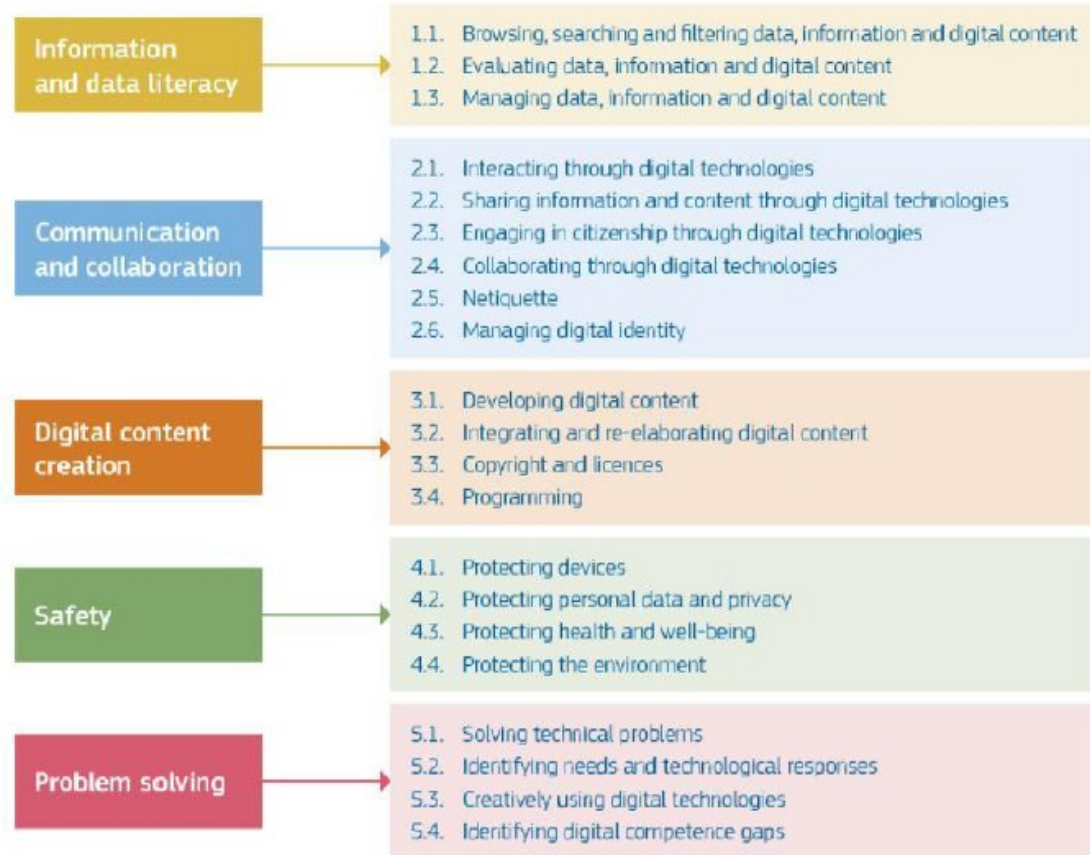 Information
and data literacy
1.1. Browsing, searching and filtering data, information and digital content
1.2. Evaluating data, information and digital content
1.3. Managing data, information and digital content
Communication
and collaboration
2.1. Interacting through digital technologies
2.2. Sharing information and content through digital technologies
2.3. Engaging in citizenship through digital technologies
2.4. Collaborating through digital technologies
2.5. Netiquette
2.6. Managing digital identity
Digital content
creation
3.1. Developing digital content
3.2. Integrating and re-elaborating digital content
3.3. Copyright and licences
3.4. Programming
Safety
4.1. Protecting devices
4.2. Protecting personal data and privacy
4.3. Protecting health and well-being
4.4. Protecting the environment
Problem solving
5.1. Solving technical problems
5.2. Identifying needs and technological responses
5.3. Creatively using digital technologies
5.4. Identifying digital competence gaps